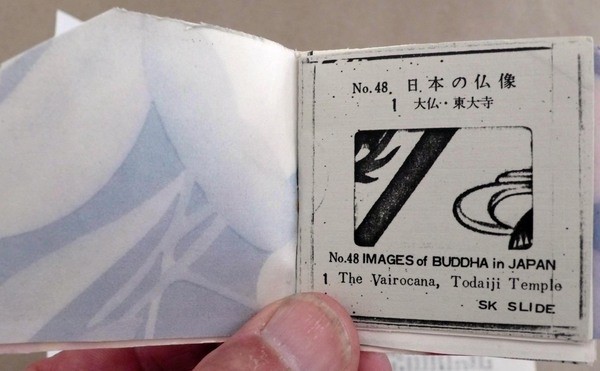 No.48. 日本の仏像
1 大仏・東大寺
No.48 IMAGES of BUDDHA in JAPAN
1 The Vairocana, Todaiji Temple
SK SLIDE